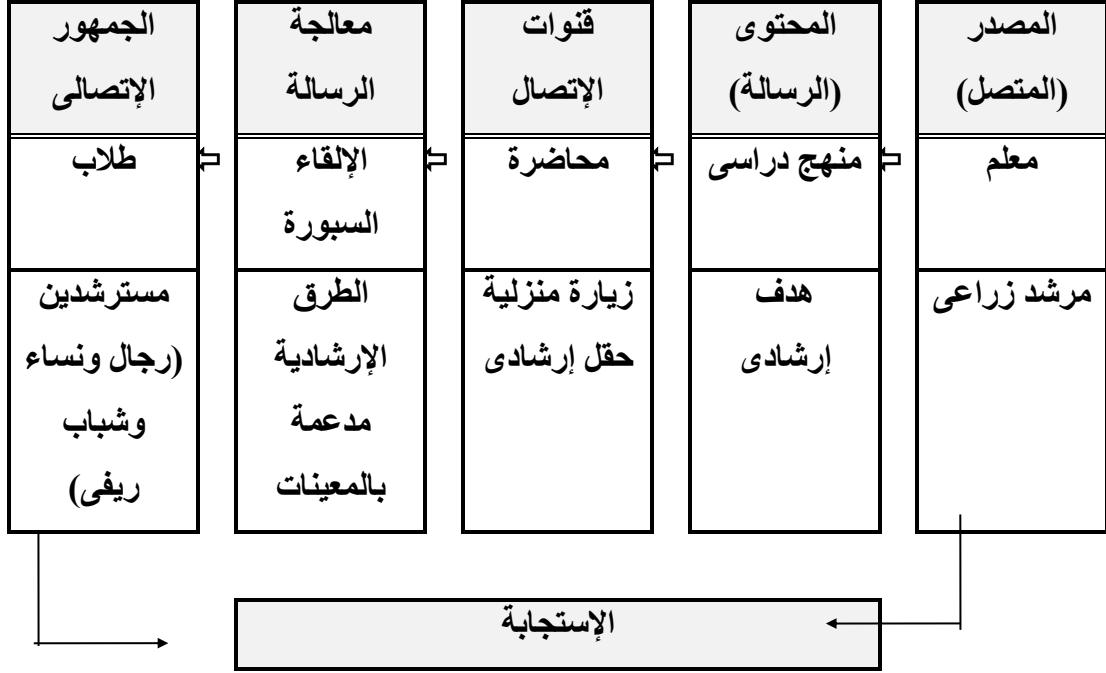 المصدر
(المتصل)
معلم
مرشد زراعى
المحتوى
(الرسالة)
منهج دراسى
هدف
إرشادى
قنوات
الإتصال
محاضرة
زيارة منزلية
حقل إرشادى
معالجة
الرسالة
الإلقاء
السبورة
الطرق
الإرشادية
مدعمة
بالمعينات
الجمهور
الإتصالى
طلاب
مسترشدين
(رجال ونساء
وشباب
ريفى)
الإستجابة